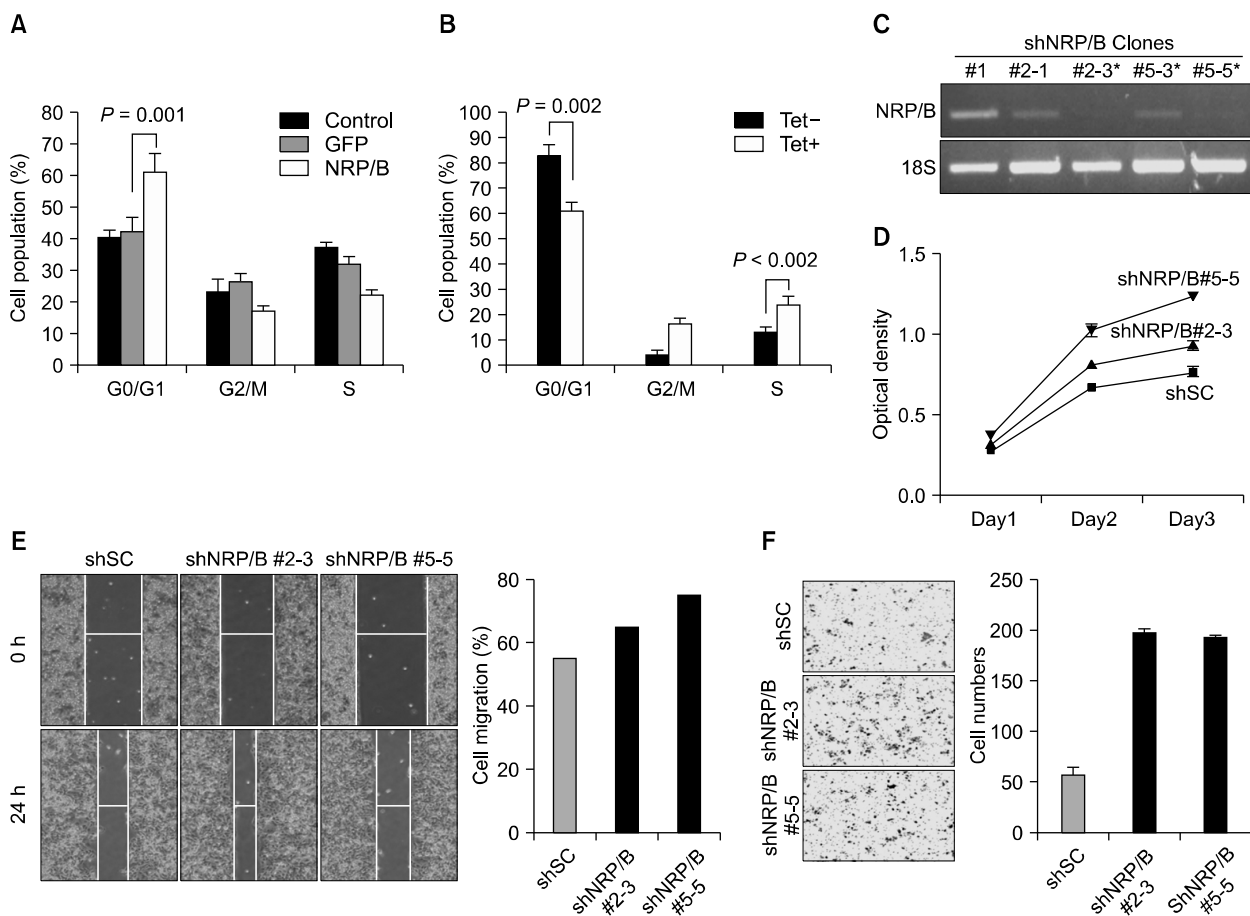 A
80
70
60
50
40
30
20
10
0
Cell population (%)
P = 0.001
Control
GFP
NRP/B
G0/G1
G2/M
S
B
100
90
80
70
60
50
40
30
20
10
0
Cell population (%)
P = 0.002
P < 0.002
Tet−
Tet+
G0/G1
G2/M
S
C
shNRP/B Clones
#1 #2-1 #2-3* #5-3* #5-5*
NRP/B
18S
D
1.5
1.0
0.5
0.0
Optical density
shNRP/B#5-5
shNRP/B#2-3
shSC
Day1
Day2
Day3
E
shSC
shNRP/B #2-3
shNRP/B #5-5
0 h
24 h
80
60
40
20
0
Cell migration (%)
shSC
shNRP/B
#2-3
shNRP/B
#5-5
F
shSC
shNRP/B
#2-3
shNRP/B
#5-5
250
200
150
100
50
0
Cell numbers
shSC
shNRP/B
#2-3
ShNRP/B
#5-5